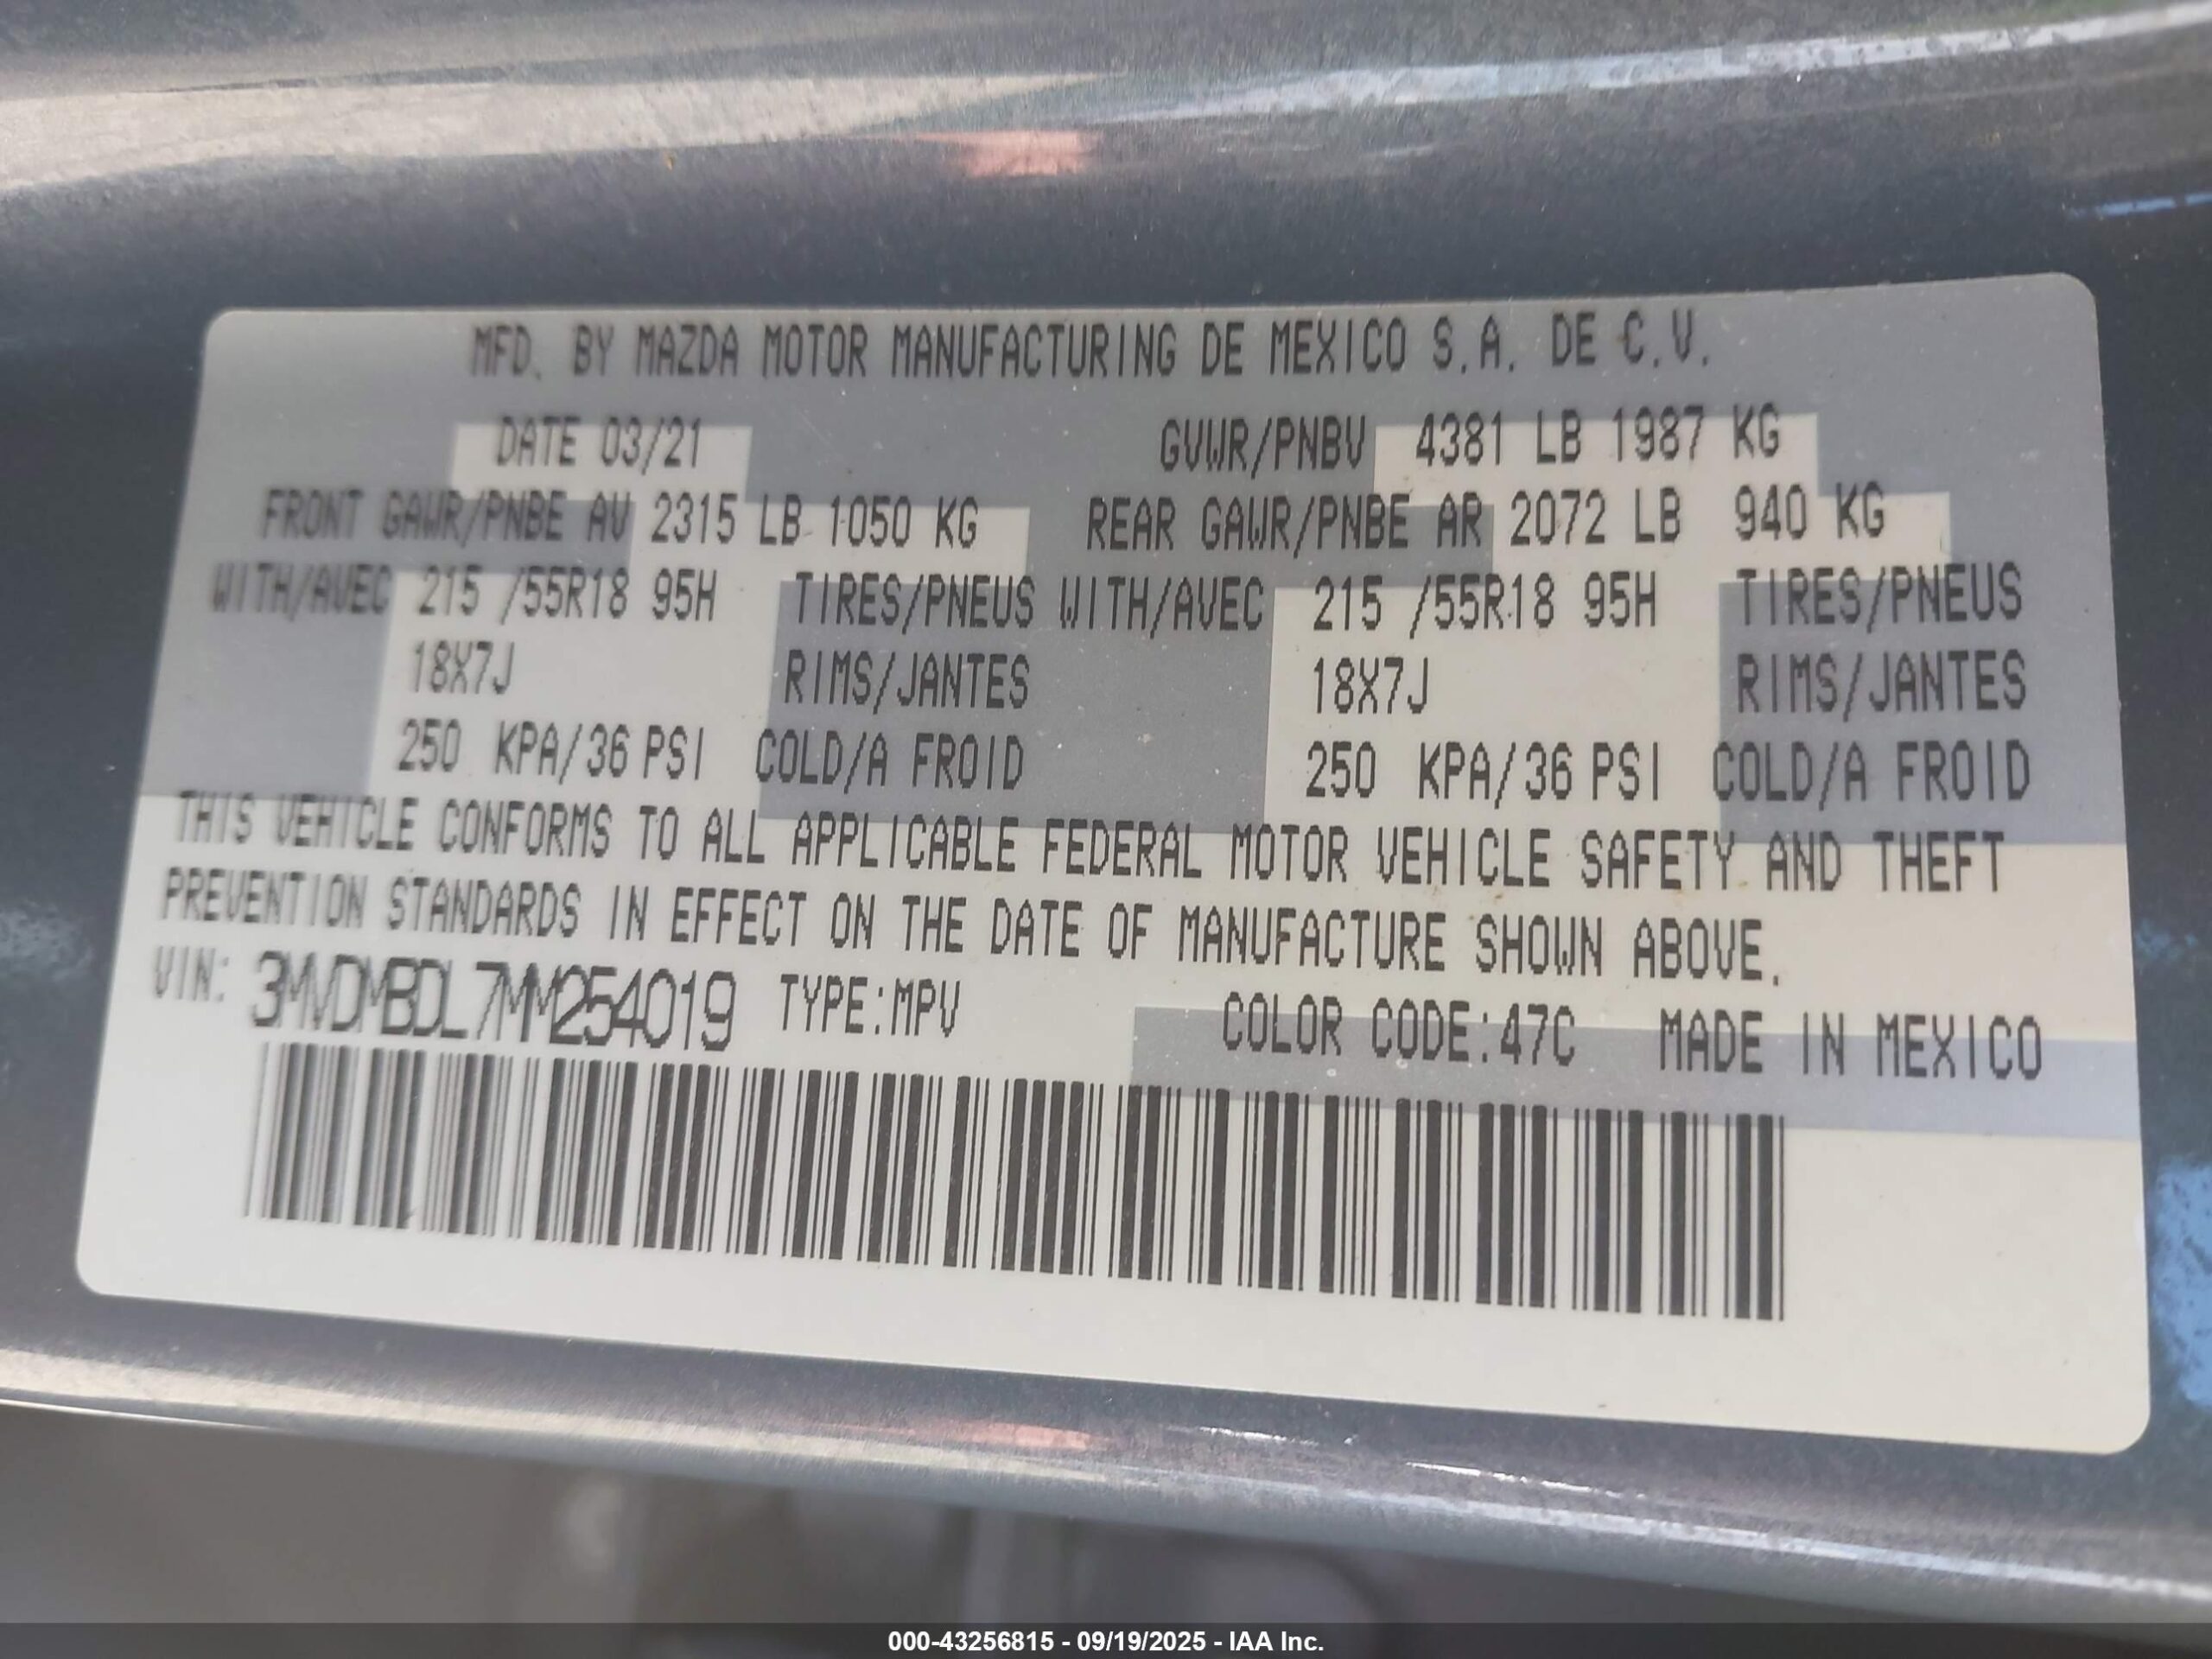 MFD. BY MAZDA MOTOR MANUFACTURING DE MEXICO S.A. DE C.V.
DATE 03/21 GVWR/PNBV 4381 LB 1987 KG
FRONT GAWR/PNBE AV 2315 LB 1050 KG REAR GAWR/PNBE AR 2072 LB 940 KG
WITH/AVEC 215 /55R18 95H TIRES/PNEUS WITH/AVEC 215 /55R18 95H TIRES/PNEUS
18X7J RIMS/JANTES 18X7J RIMS/JANTES
250 KPA/36 PSI COLD/A FROID 250 KPA/36 PSI COLD/A FROID
THIS VEHICLE CONFORMS TO ALL APPLICABLE FEDERAL MOTOR VEHICLE SAFETY AND THEFT
PREVENTION STANDARDS IN EFFECT ON THE DATE OF MANUFACTURE SHOWN ABOVE.
VIN: 3MVDMBDL7MM254019 TYPE:MPV COLOR CODE:47C MADE IN MEXICO
000-43256815 - 09/19/2025 - IAA Inc.